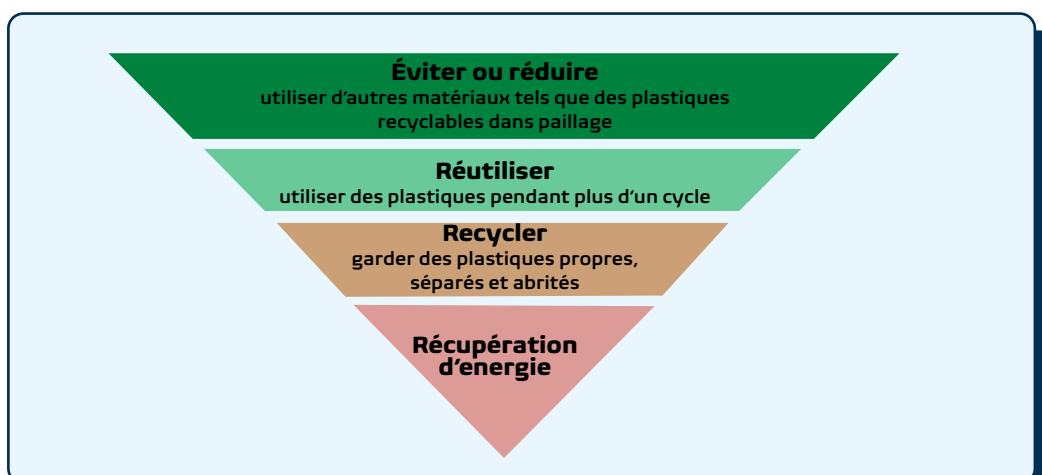 Éviter ou réduire
utiliser d'autres matériaux tels que des plastiques
recyclables dans paillage
Réutiliser
utiliser des plastiques pendant plus d'un cycle
Recycler
garder des plastiques propres,
séparés et abrités
Récupération
d'energie